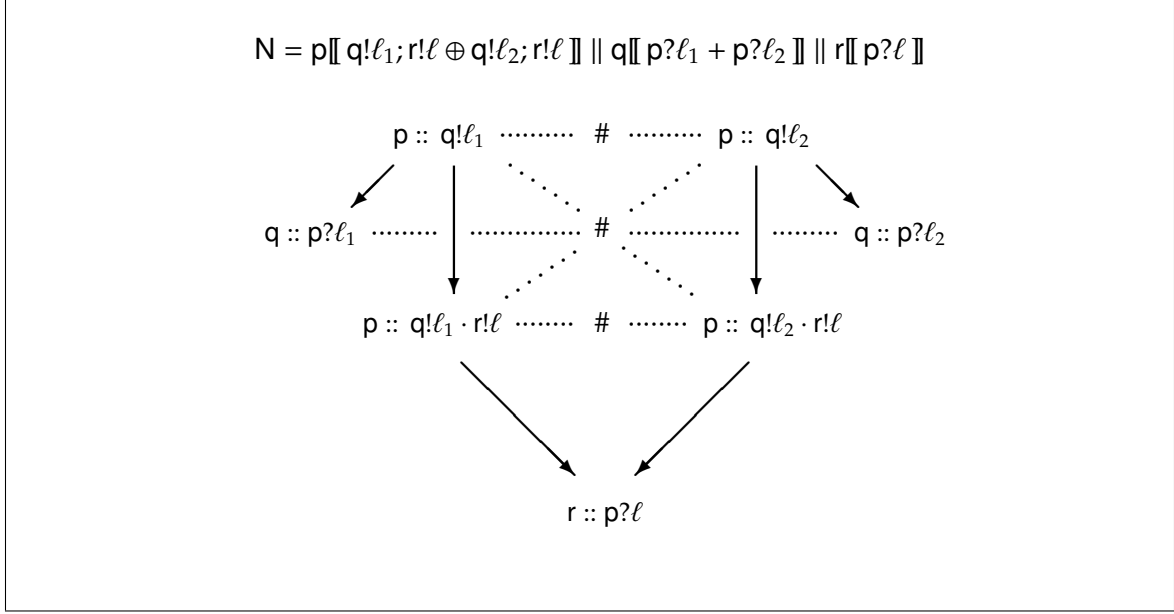 N = p⟦ q!ℓ₁; r!ℓ ⊕ q!ℓ₂; r!ℓ ⟧ ∥ q⟦ p?ℓ₁ + p?ℓ₂ ⟧ ∥ r⟦ p?ℓ ⟧
p :: q!ℓ₁ ·········· # ·········· p :: q!ℓ₂
q :: p?ℓ₁ ········· ··············· # ··············· ········· q :: p?ℓ₂
p :: q!ℓ₁ · r!ℓ ········ # ········ p :: q!ℓ₂ · r!ℓ
r :: p?ℓ